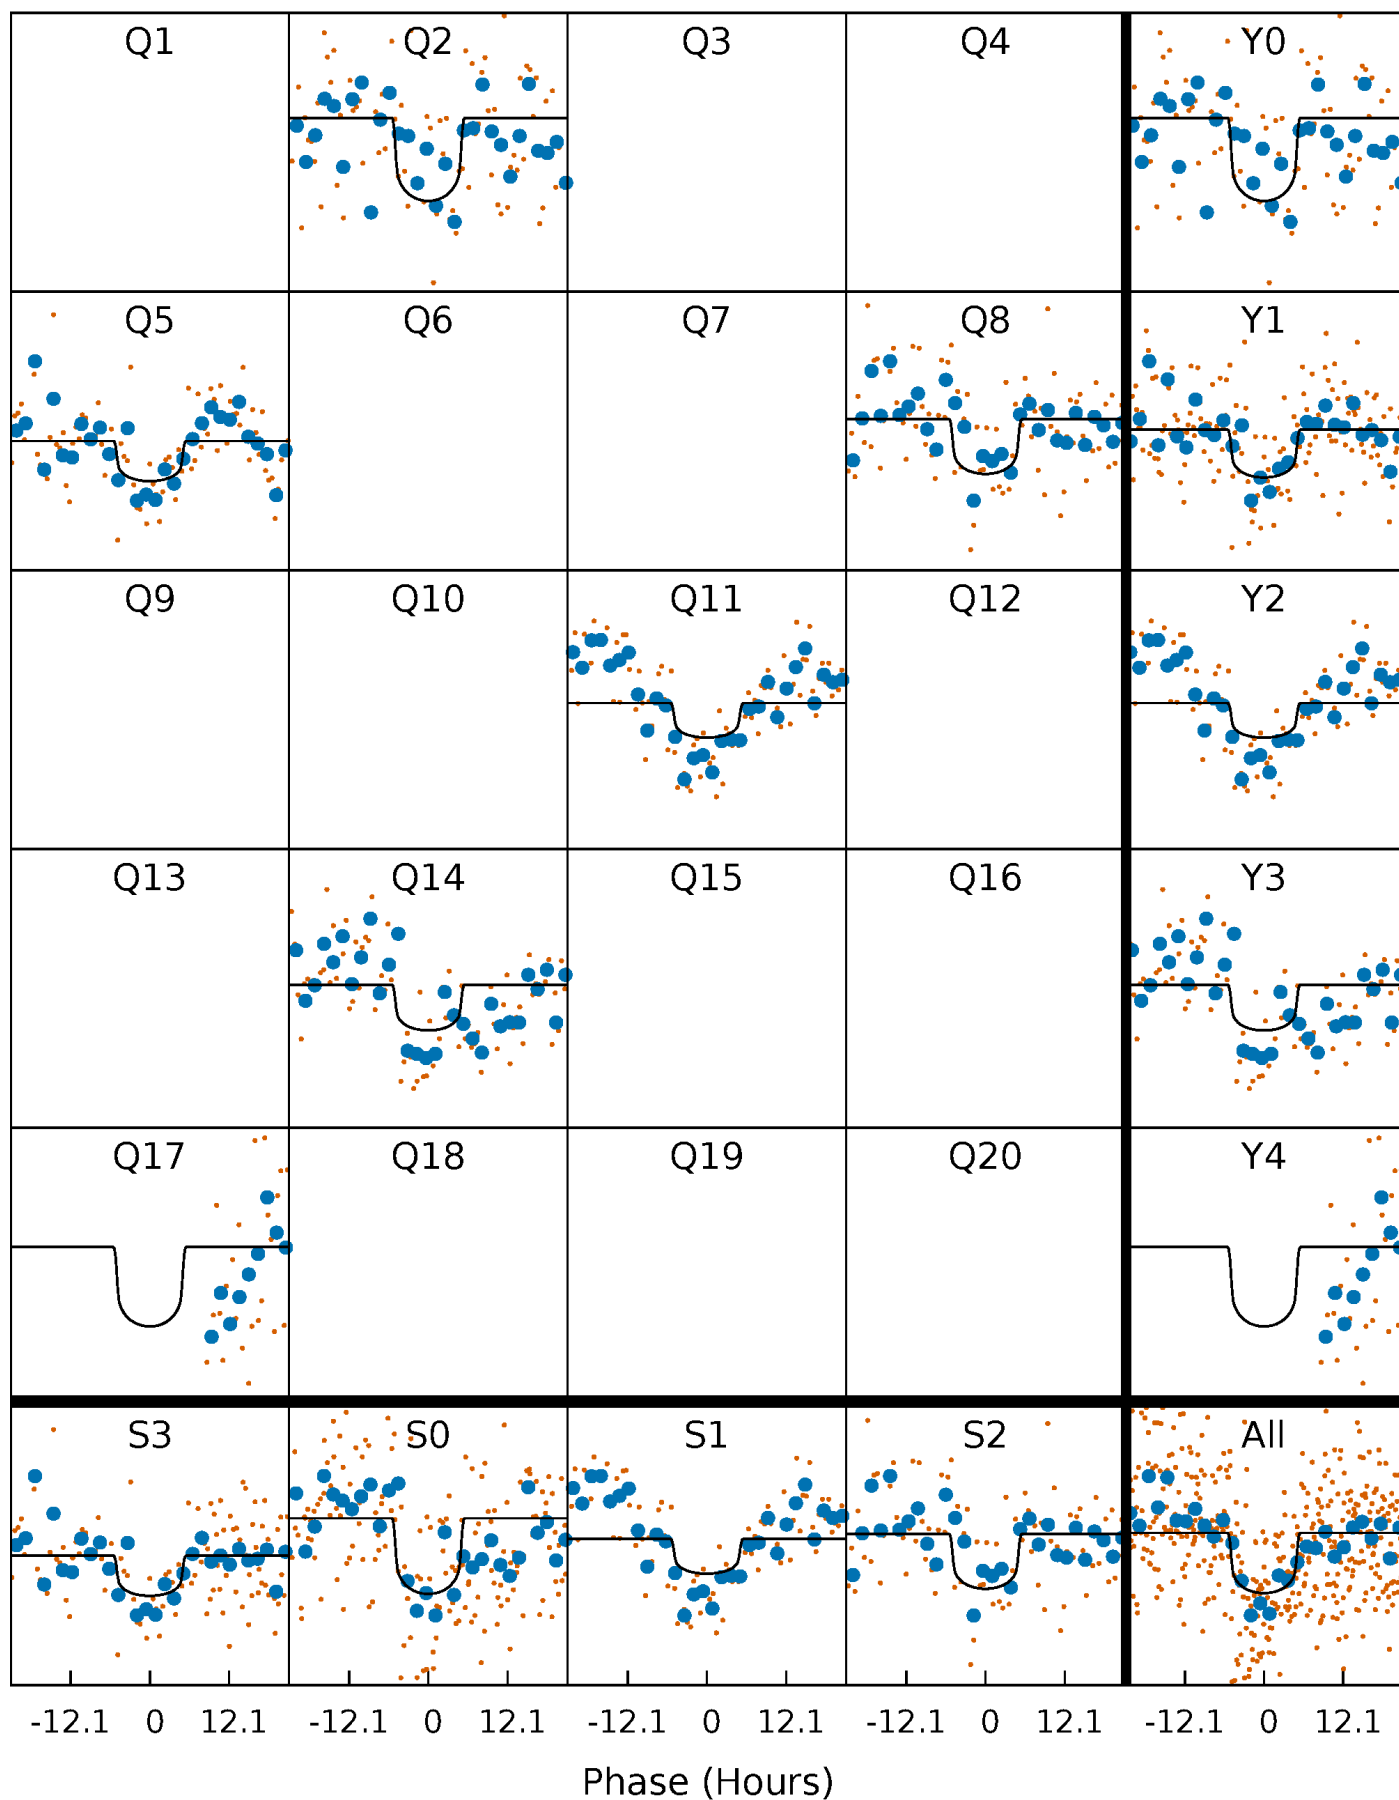 Q1 Q2 Q3 Q4 Y0
Q5 Q6 Q7 Q8 Y1
Q9 Q10 Q11 Q12 Y2
Q13 Q14 Q15 Q16 Y3
Q17 Q18 Q19 Q20 Y4
S3 S0 S1 S2 All
-12.1 0 12.1 -12.1 0 12.1 -12.1 0 12.1 -12.1 0 12.1 -12.1 0 12.1
Phase (Hours)